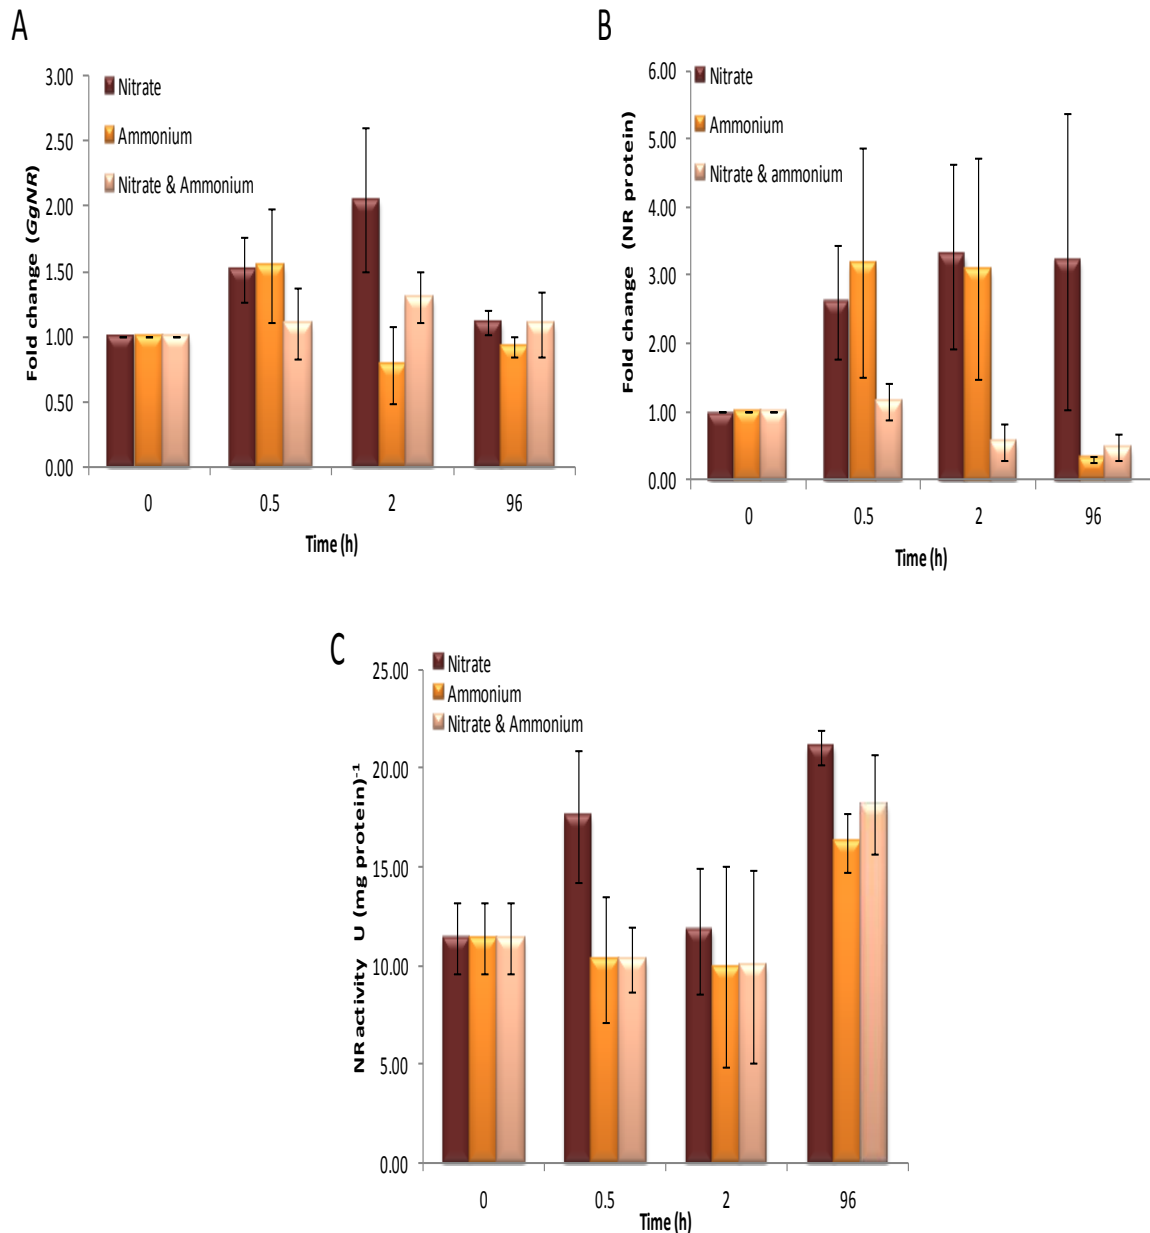 A
3.00
2.50
2.00
1.50
1.00
0.50
0.00
Fold change (GgNR)
Nitrate
Ammonium
Nitrate & Ammonium
0 0.5 2 96
Time (h)
B
6.00
5.00
4.00
3.00
2.00
1.00
0.00
Fold change (NR protein)
Nitrate
Ammonium
Nitrate & ammonium
0 0.5 2 96
Time (h)
C
25.00
20.00
15.00
10.00
5.00
0.00
NR activity U (mg protein)-1
Nitrate
Ammonium
Nitrate & Ammonium
0 0.5 2 96
Time (h)